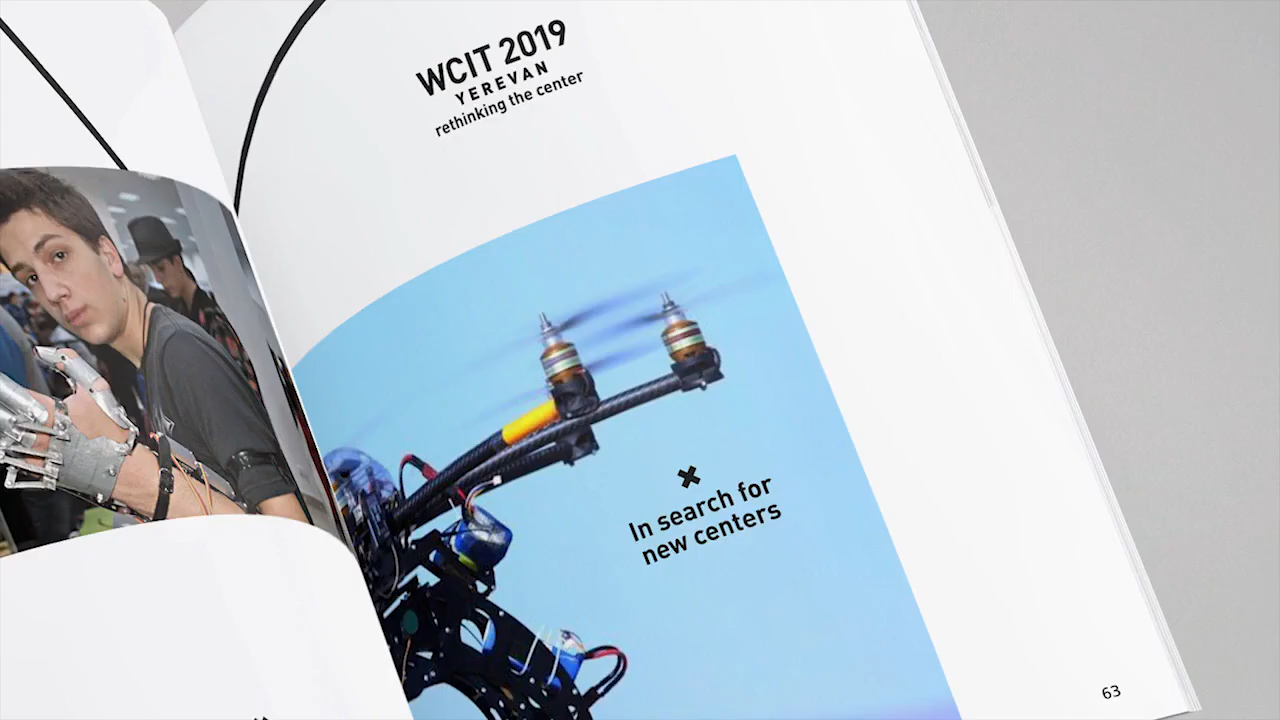 WCIT 2019
YEREVAN
rethinking the center
In search for
new centers
63